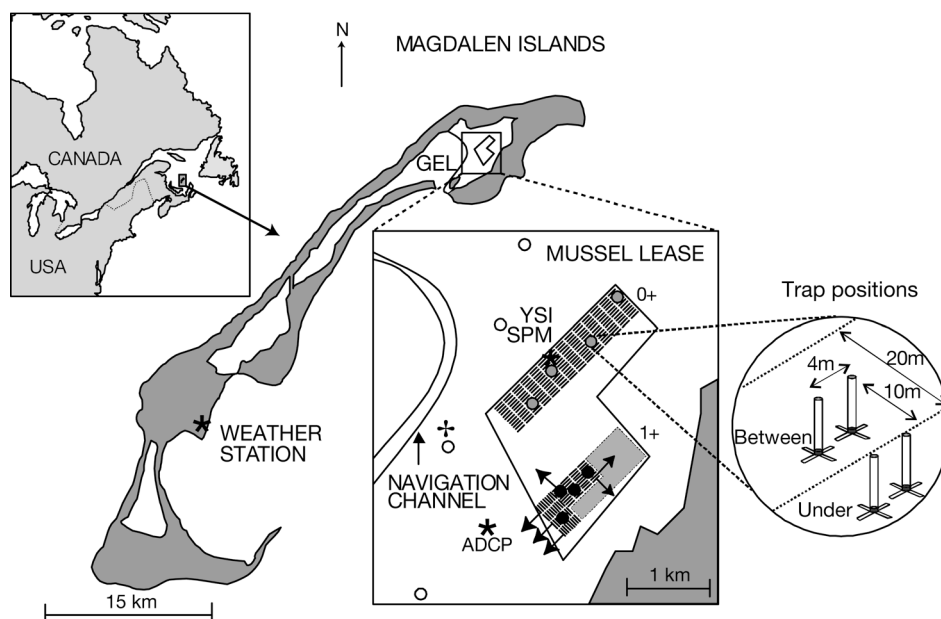 N
MAGDALEN ISLANDS
CANADA
USA
GEL
MUSSEL LEASE
0+
YSI
SPM
Trap positions
20m
4m
10m
Between
Under
WEATHER
STATION
1+
NAVIGATION
CHANNEL
ADCP
15 km
1 km